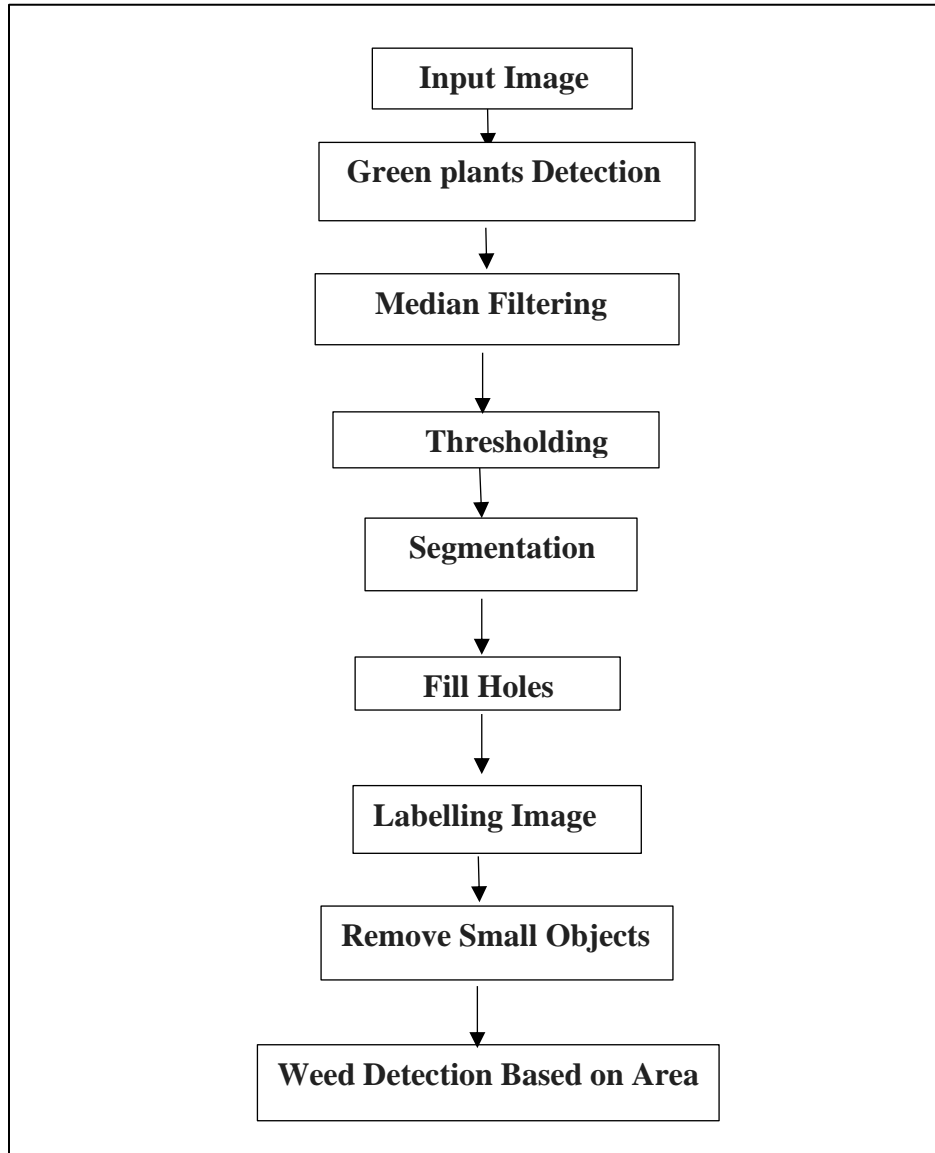 Input Image
Green plants Detection
Median Filtering
Thresholding
Segmentation
Fill Holes
Labelling Image
Remove Small Objects
Weed Detection Based on Area